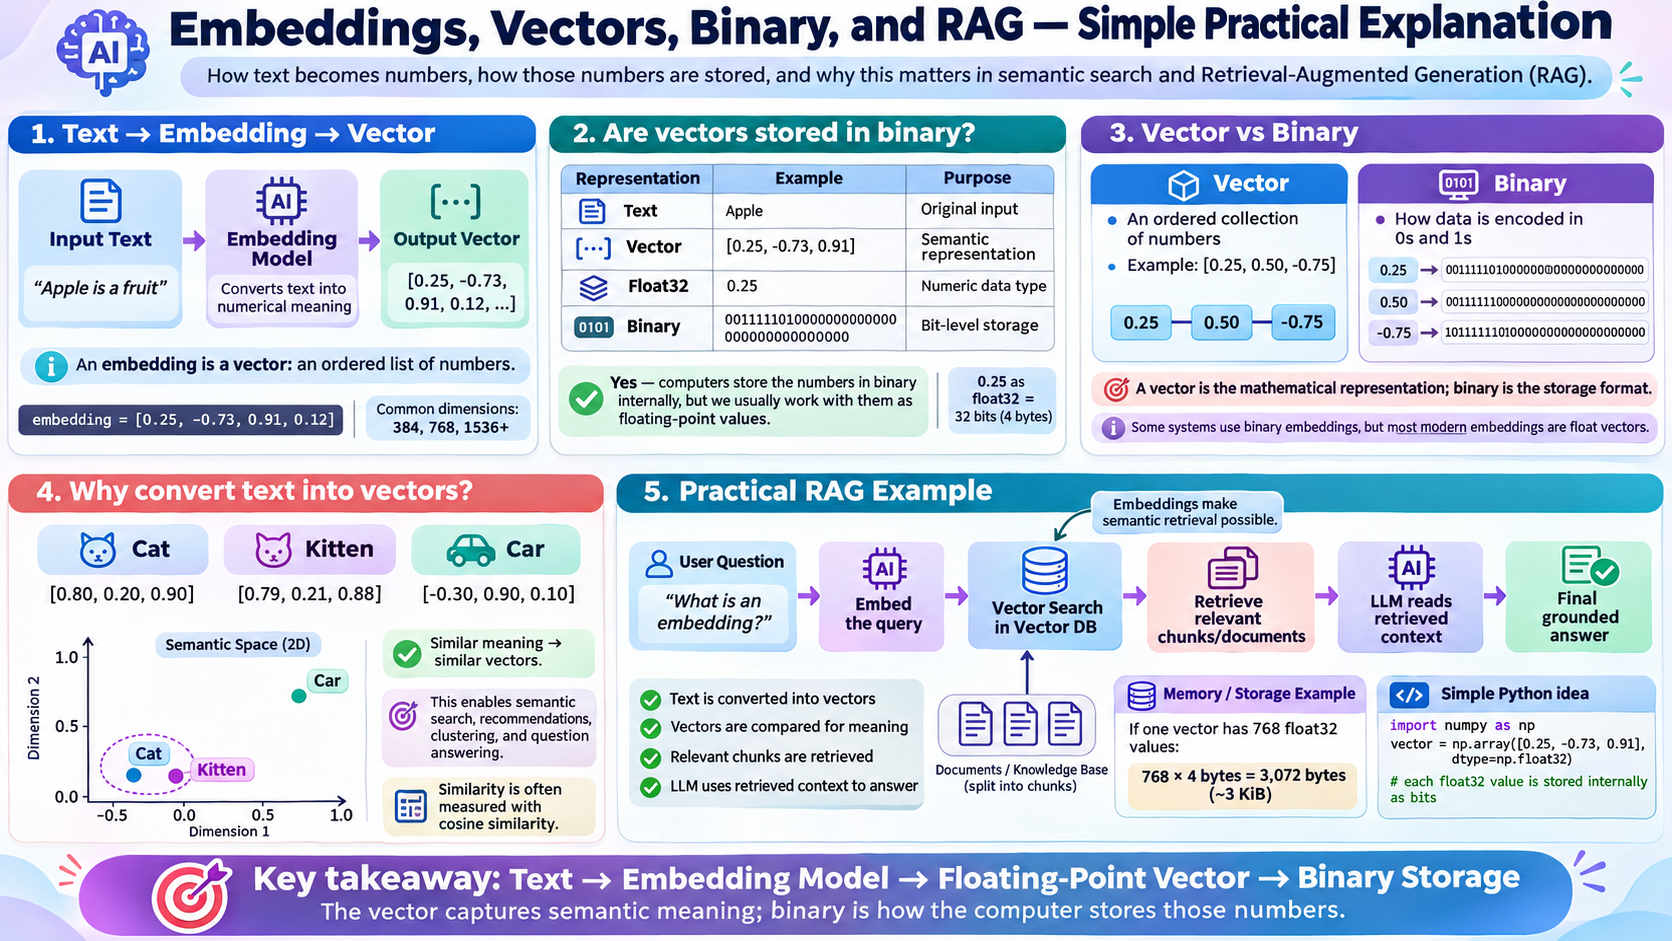 AI
Embeddings, Vectors, Binary, and RAG — Simple Practical Explanation
How text becomes numbers, how those numbers are stored, and why this matters in semantic search and Retrieval-Augmented Generation (RAG).
1. Text → Embedding → Vector
Input Text
“Apple is a fruit”
AI
Embedding
Model
Converts text into
numerical meaning
[···]
Output Vector
[0.25, -0.73,
0.91, 0.12, ...]
i
An embedding is a vector: an ordered list of numbers.
embedding = [0.25, -0.73, 0.91, 0.12]
Common dimensions:
384, 768, 1536+
2. Are vectors stored in binary?
Representation Example Purpose
Text Apple Original input
[···] Vector [0.25, -0.73, 0.91] Semantic
representation
Float32 0.25 Numeric data type
0101 Binary
Bit-level storage
Yes — computers store the numbers in binary
internally, but we usually work with them as
floating-point values.
0.25 as
float32 =
32 bits (4 bytes)
3. Vector vs Binary
Vector
An ordered collection
of numbers
Example: [0.25, 0.50, -0.75]
0.25 0.50 -0.75
0101 Binary
How data is encoded in
0s and 1s
0.25 →
0.50 →
-0.75 →
A vector is the mathematical representation; binary is the storage format.
i
Some systems use binary embeddings, but most modern embeddings are float vectors.
4. Why convert text into vectors?
Cat Kitten Car
[0.80, 0.20, 0.90] [0.79, 0.21, 0.88] [-0.30, 0.90, 0.10]
Semantic Space (2D)
Dimension 2
1.0
0.5
0.0
Car
Cat
Kitten
-0.5 0.0 0.5 1.0
Dimension 1
Similar meaning →
similar vectors.
This enables semantic
search, recommendations,
clustering, and question
answering.
Similarity is often
measured with
cosine similarity.
5. Practical RAG Example
Embeddings make
semantic retrieval possible.
User Question
“What is an
embedding?”
AI
Embed
the query
Vector Search
in Vector DB
Retrieve
relevant
chunks/documents
AI
LLM reads
retrieved
context
Final
grounded
answer
Text is converted into vectors
Vectors are compared for meaning
Relevant chunks are retrieved
LLM uses retrieved context to answer
Documents / Knowledge Base
(split into chunks)
Memory / Storage Example
If one vector has 768 float32
values:
768 × 4 bytes = 3,072 bytes
(~3 KiB)
</> Simple Python idea
import numpy as np
vector = np.array([0.25, -0.73, 0.91],
dtype=np.float32)
# each float32 value is stored internally
as bits
Key takeaway: Text → Embedding Model → Floating-Point Vector → Binary Storage
The vector captures semantic meaning; binary is how the computer stores those numbers.